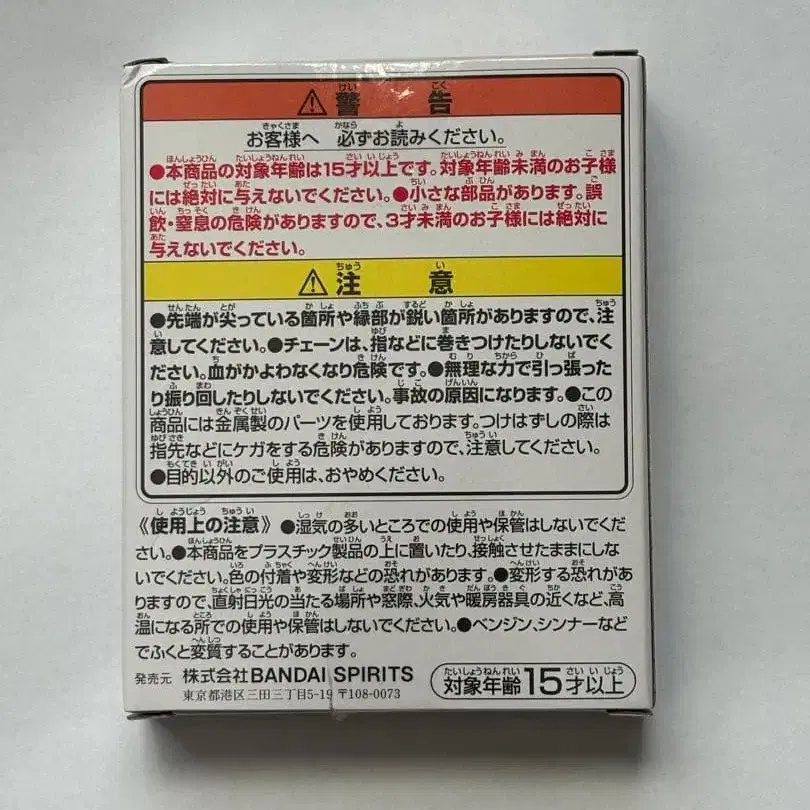 ⚠警告
お客様へ 必ずお読みください。
●本商品の対象年齢は15才以上です。対象年齢未満のお子様
には絶対に与えないでください。●小さな部品があります。誤
飲・窒息の危険がありますので、3才未満のお子様には絶対に
与えないでください。
⚠注意
●先端が尖っている箇所や縁部が鋭い箇所がありますので、注
意してください。●チェーンは、指などに巻きつけたりしないでく
ださい。血がかよわなくなり危険です。●無理な力で引っ張った
り振り回したりしないでください。事故の原因になります。●この
商品には金属製のパーツを使用しております。つけはずしの際は
指先などにケガをする危険がありますので、注意してください。
●目的以外のご使用は、おやめください。
《使用上の注意》●湿気の多いところでの使用や保管はしないでくだ
さい。●本商品をプラスチック製品の上に置いたり、接触させたままにしな
いでください。色の付着や変形などの恐れがあります。●変形する恐れがあ
りますので、直射日光の当たる場所や窓際、火気や暖房器具の近くなど、高
温になる所での使用や保管はしないでください。●ベンジン、シンナーなど
でふくと変質することがあります。
発売元 株式会社BANDAI SPIRITS
東京都港区三田三丁目5-19 〒108-0073
対象年齢15才以上